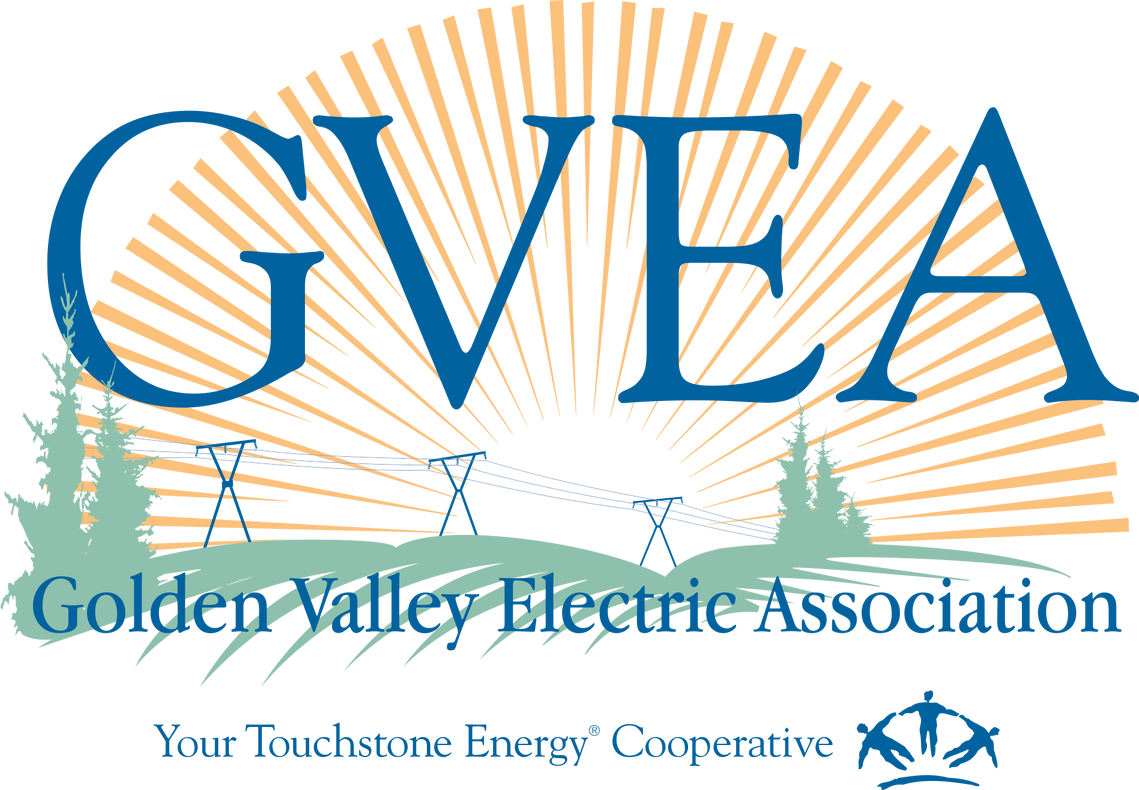 GVEA
Golden Valley Electric Association
Your Touchstone Energy® Cooperative